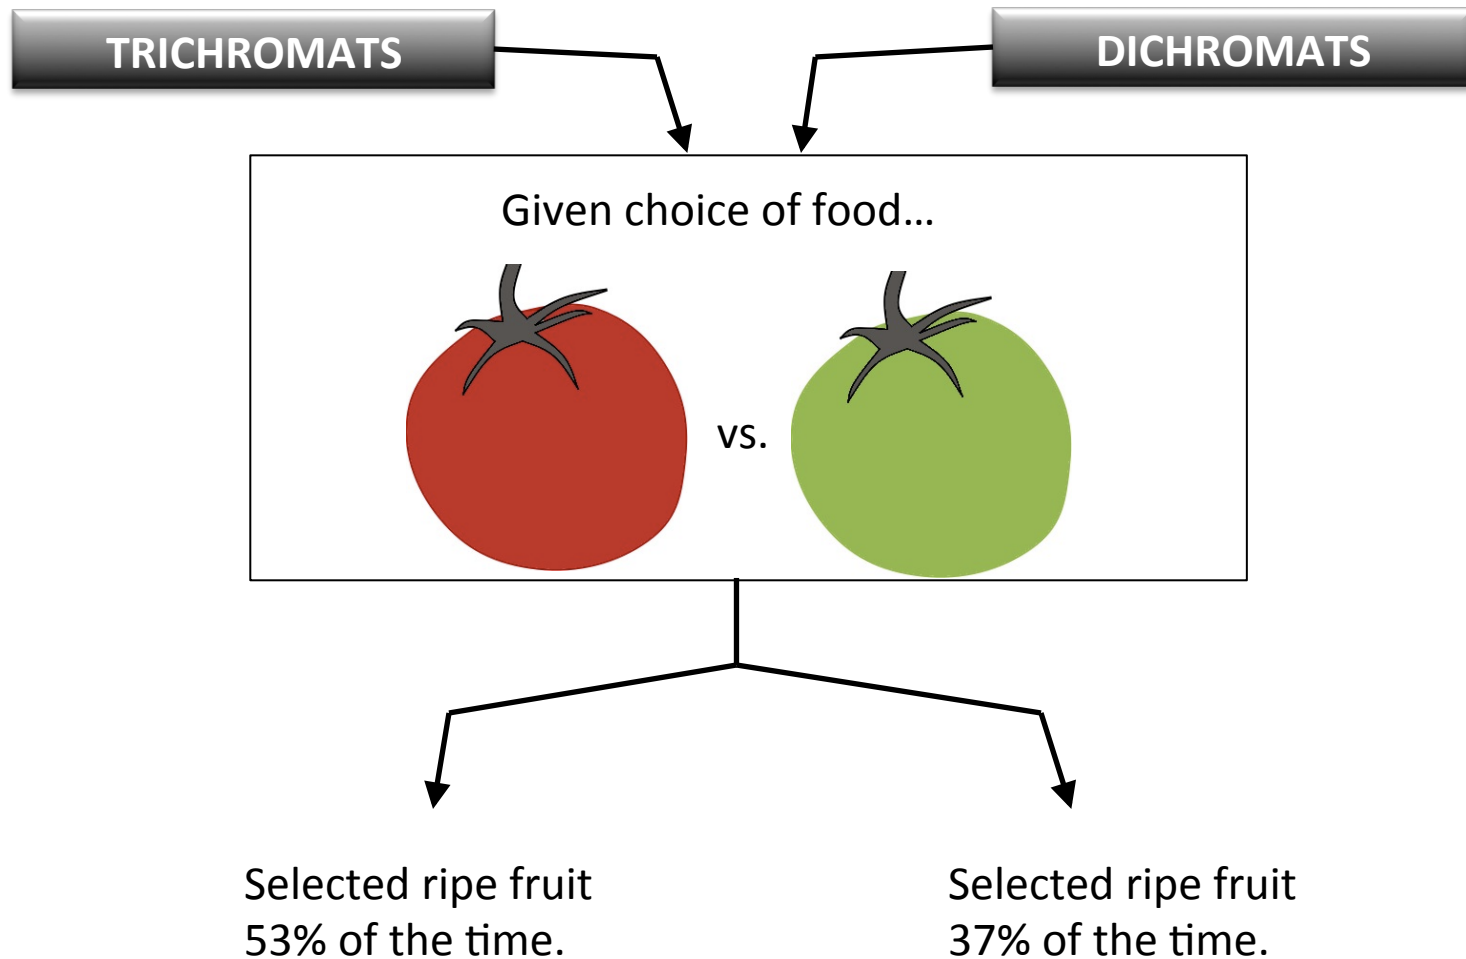 TRICHROMATS
DICHROMATS
Given choice of food…
vs.
Selected ripe fruit
53% of the time.
Selected ripe fruit
37% of the time.